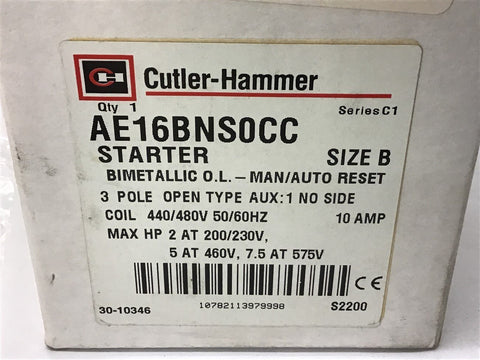 CH Cutler-Hammer
Qty 1 Series C1
AE16BNS0CC
STARTER SIZE B
BIMETALLIC O.L. - MAN/AUTO RESET
3 POLE OPEN TYPE AUX: 1 NO SIDE
COIL 440/480V 50/60HZ 10 AMP
MAX HP 2 AT 200/230V,
5 AT 460V, 7.5 AT 575V
CE
30-10346 10782113979998 S2200